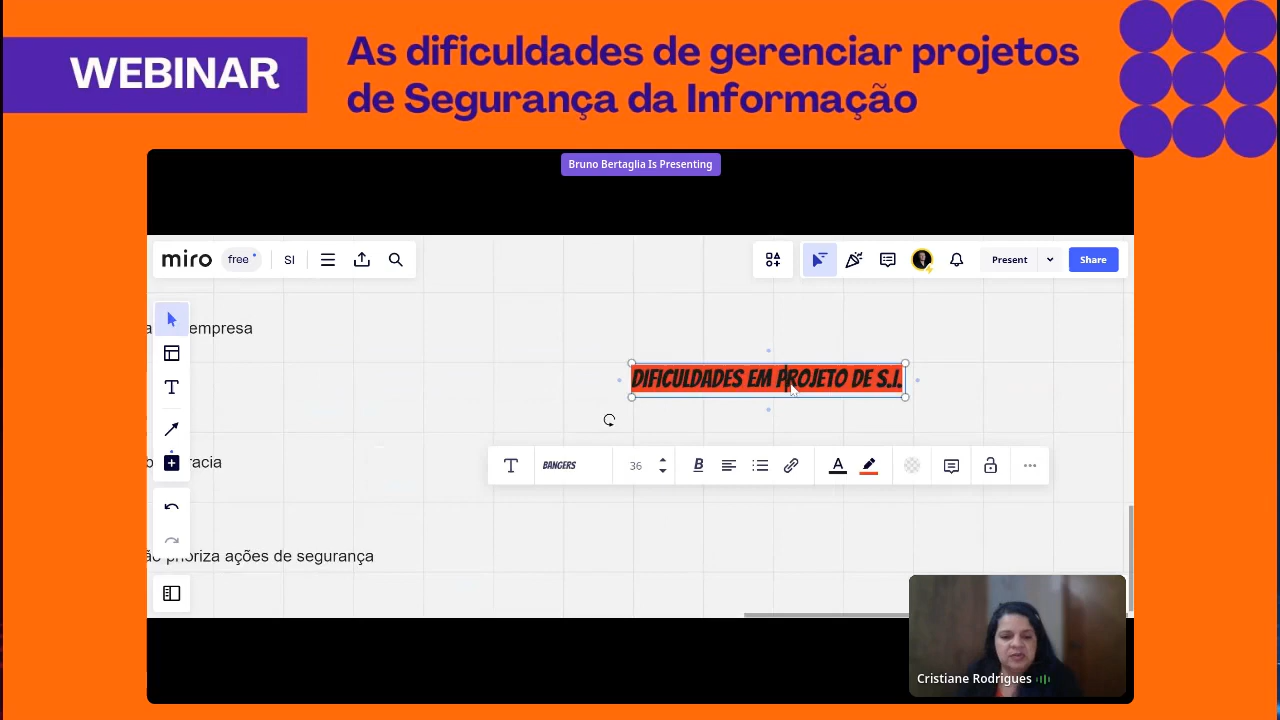 WEBINAR
As dificuldades de gerenciar projetos
de Segurança da Informação
Bruno Bertaglia Is Presenting
miro
free
SI
Present
Share
empresa
DIFICULDADES EM PROJETO DE S.I.
racia
BANGERS
36
B
A
prioriza ações de segurança
Cristiane Rodrigues